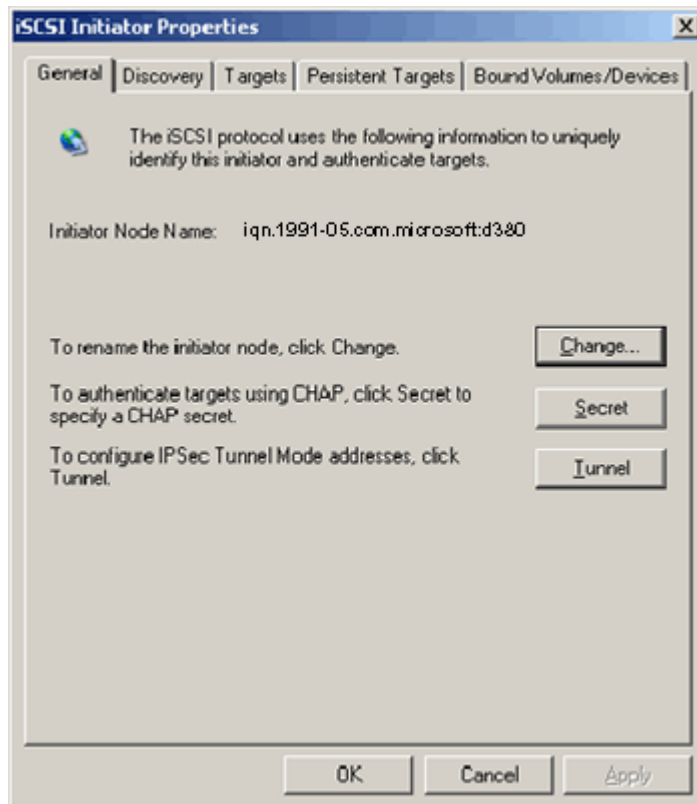 iSCSI Initiator Properties
General
Discovery
Targets
Persistent Targets
Bound Volumes/Devices
The iSCSI protocol uses the following information to uniquely
identify this initiator and authenticate targets.
Initiator Node Name: iqn.1991-05.com.microsoft:d380
To rename the initiator node, click Change.
Change...
To authenticate targets using CHAP, click Secret to
specify a CHAP secret.
Secret
To configure IPSec Tunnel Mode addresses, click
Tunnel.
Tunnel
OK
Cancel
Apply